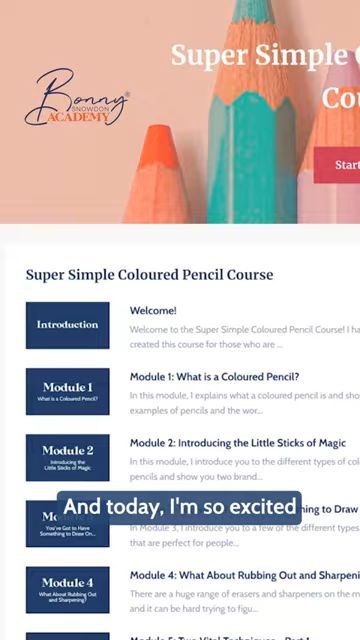 Super Simple
Bonny
SNOWDON
ACADEMY
Start
Super Simple Coloured Pencil Course
Introduction
Welcome!
Welcome to the Super Simple Coloured Pencil Course! I
created this course for those who are ...
Module 1
What is a Coloured Pencil?
Module 1: What is a Coloured Pencil?
In this module, I explains what a coloured pencil is and
examples of pencils and the wor...
Module 2
Introducing the
Little Sticks of Magic
Module 2: Introducing the Little Sticks of Magic
In this module, I introduce you to the different types of
pencils and show you two brand...
And today, I'm so excited
You've Got to Have
Something to Draw On...
to Draw
In Module 3, I introduce you to a few of the different types
that are perfect for people...
Module 4
What About Rubbing Out
and Sharpening?
Module 4: What About Rubbing Out and
There are a huge range of erasers and sharpeners on the
and it can be hard trying to figu...